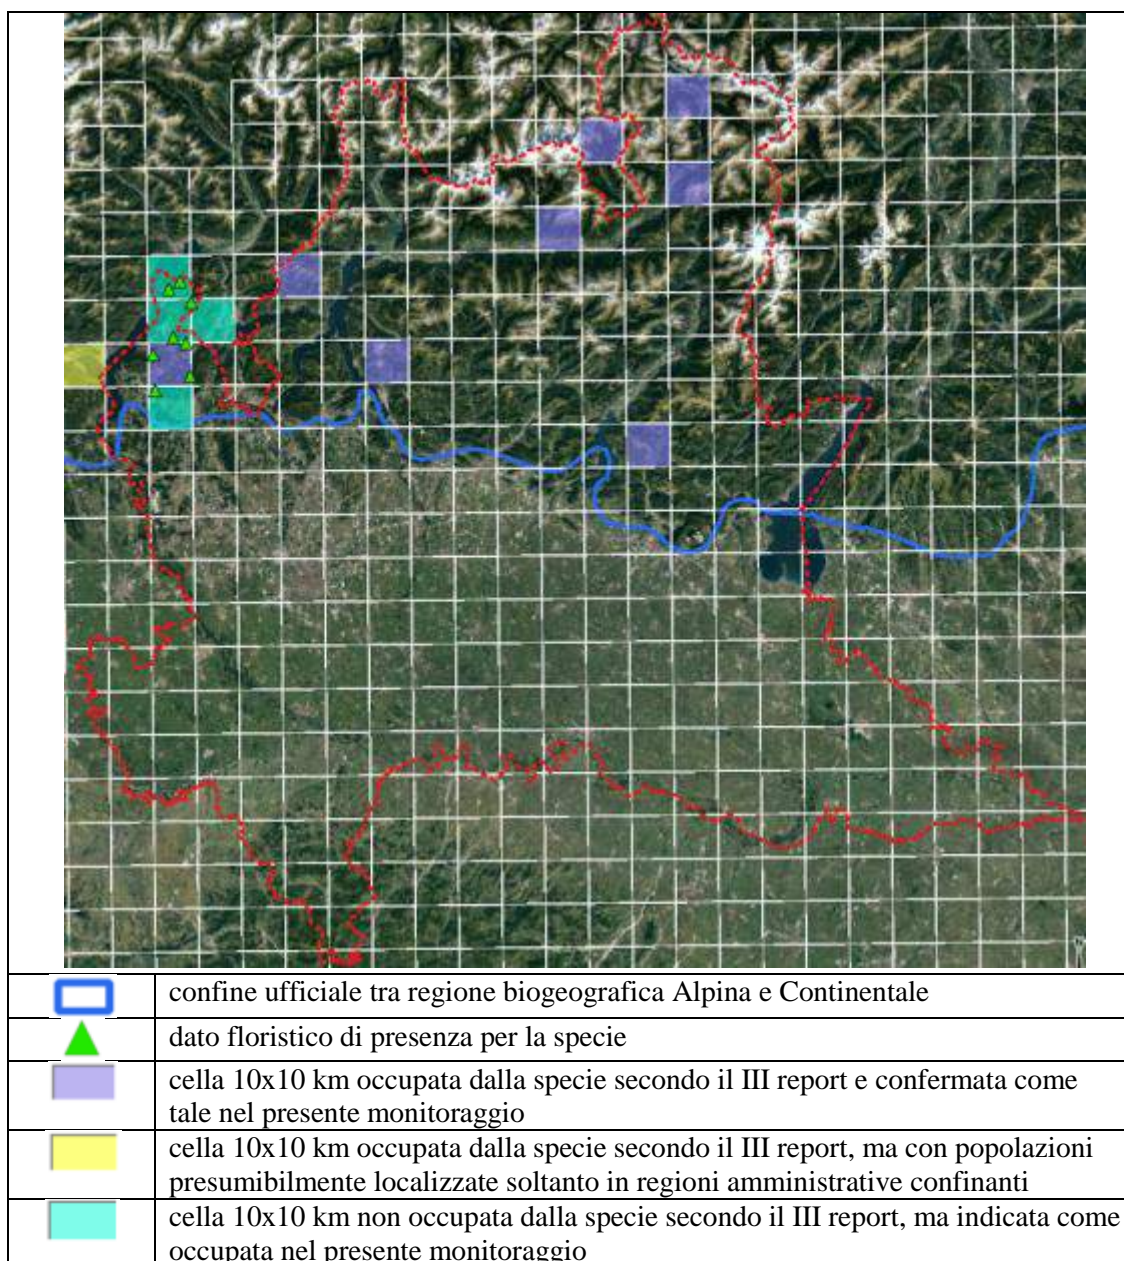 confine ufficiale tra regione biogeografica Alpina e Continentale
dato floristico di presenza per la specie
cella 10x10 km occupata dalla specie secondo il III report e confermata come
tale nel presente monitoraggio
cella 10x10 km occupata dalla specie secondo il III report, ma con popolazioni
presumibilmente localizzate soltanto in regioni amministrative confinanti
cella 10x10 km non occupata dalla specie secondo il III report, ma indicata come
occupata nel presente monitoraggio